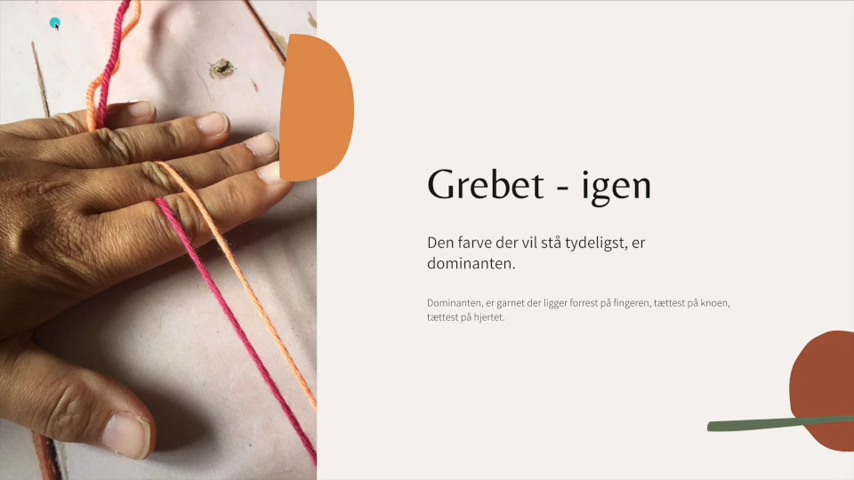 Grebet - igen
Den farve der vil stå tydeligst, er
dominanten.
Dominanten, er garnet der ligger forrest på fingeren, tættest på knoen,
tættest på hjertet.